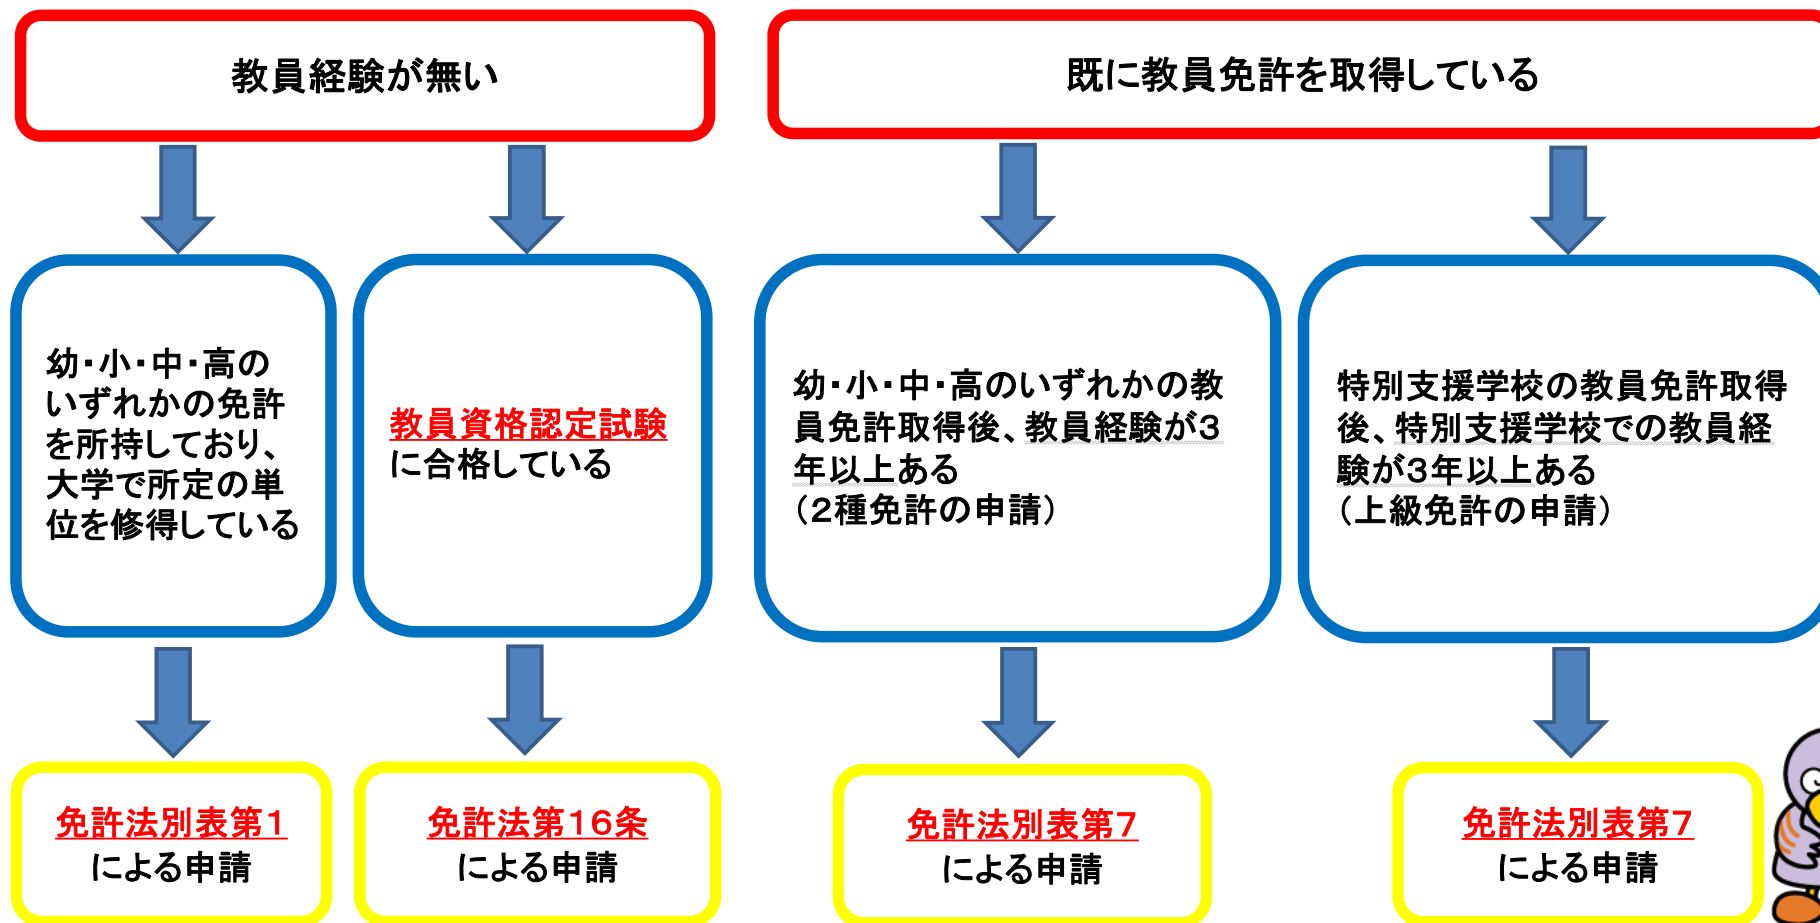 教員経験が無い
既に教員免許を取得している
幼・小・中・高の
いずれかの免許
を所持しており、
大学で所定の単
位を修得している
教員資格認定試験
に合格している
幼・小・中・高のいずれかの教
員免許取得後、教員経験が3
年以上ある
（2種免許の申請）
特別支援学校の教員免許取得
後、特別支援学校での教員経
験が3年以上ある
（上級免許の申請）
免許法別表第1
による申請
免許法第16条
による申請
免許法別表第7
による申請
免許法別表第7
による申請